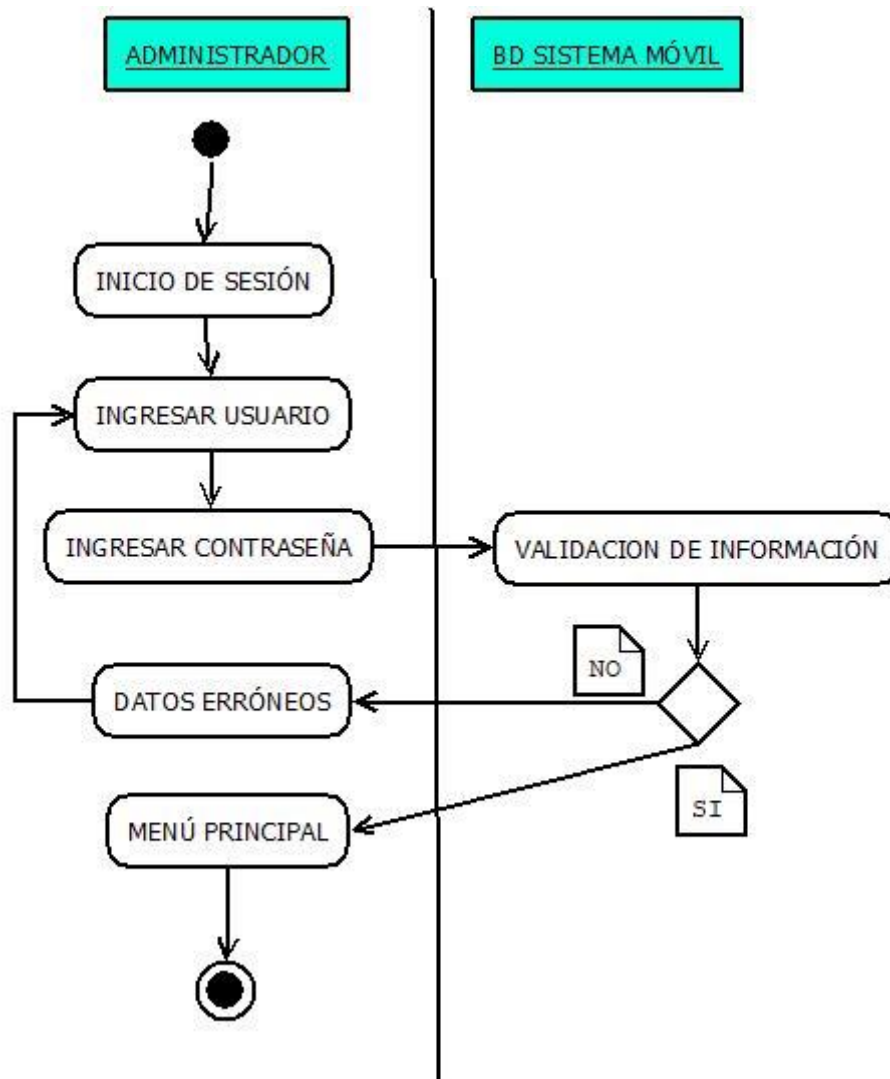 ADMINISTRADOR
BD SISTEMA MÓVIL
INICIO DE SESIÓN
INGRESAR USUARIO
INGRESAR CONTRASEÑA
VALIDACION DE INFORMACIÓN
NO
DATOS ERRÓNEOS
SI
MENÚ PRINCIPAL